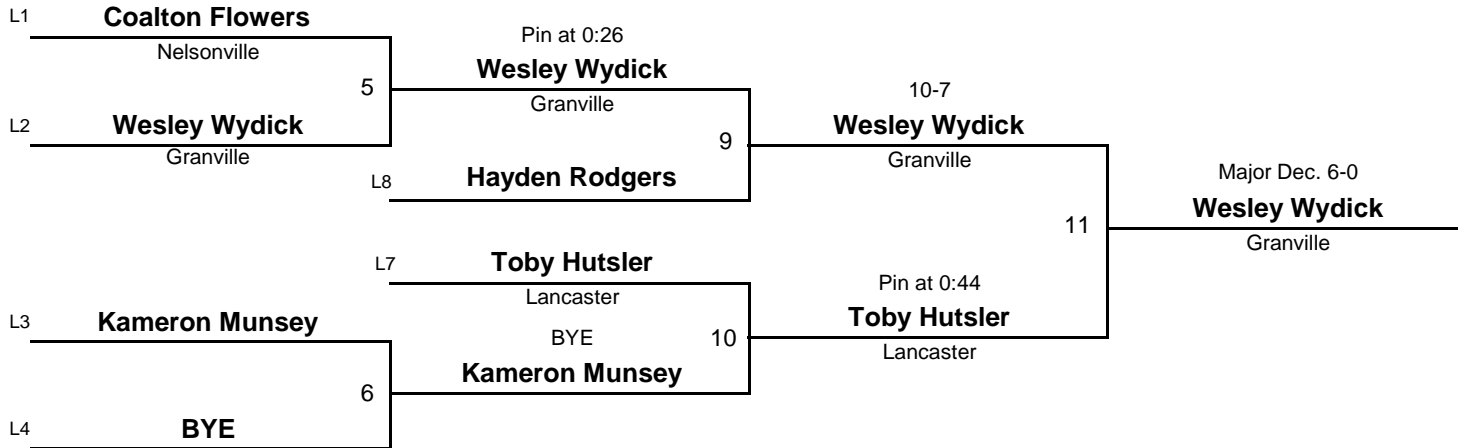 L1
Coalton Flowers
Nelsonville
5
L2
Wesley Wydick
Granville
Pin at 0:26
Wesley Wydick
Granville
9
L8
Hayden Rodgers
10-7
Wesley Wydick
Granville
11
Major Dec. 6-0
Wesley Wydick
Granville
L7
Toby Hutsler
Lancaster
10
Pin at 0:44
Toby Hutsler
Lancaster
L3
Kameron Munsey
6
BYE
Kameron Munsey
L4
BYE